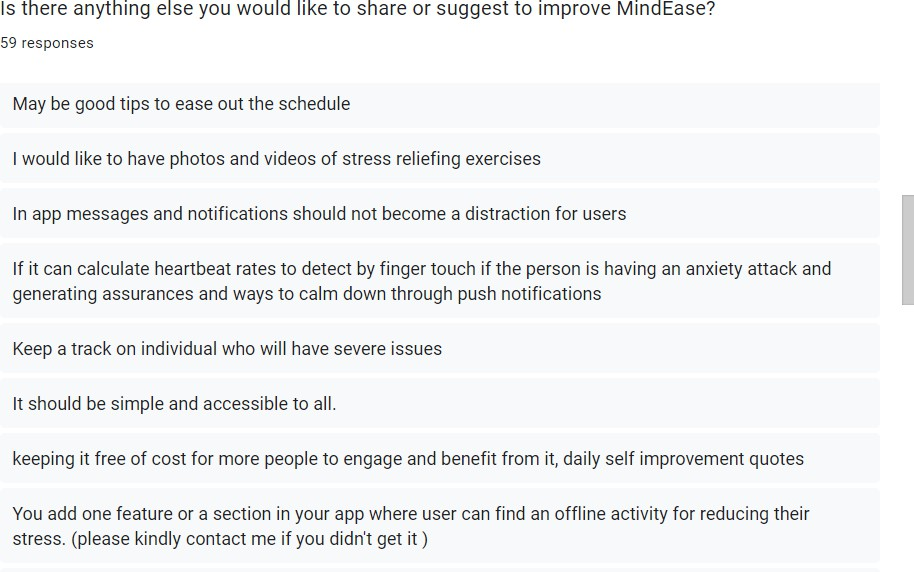 Is there anything else you would like to share or suggest to improve MindEase?
59 responses
May be good tips to ease out the schedule
I would like to have photos and videos of stress reliefing exercises
In app messages and notifications should not become a distraction for users
If it can calculate heartbeat rates to detect by finger touch if the person is having an anxiety attack and
generating assurances and ways to calm down through push notifications
Keep a track on individual who will have severe issues
It should be simple and accessible to all.
keeping it free of cost for more people to engage and benefit from it, daily self improvement quotes
You add one feature or a section in your app where user can find an offline activity for reducing their
stress. (please kindly contact me if you didn't get it )